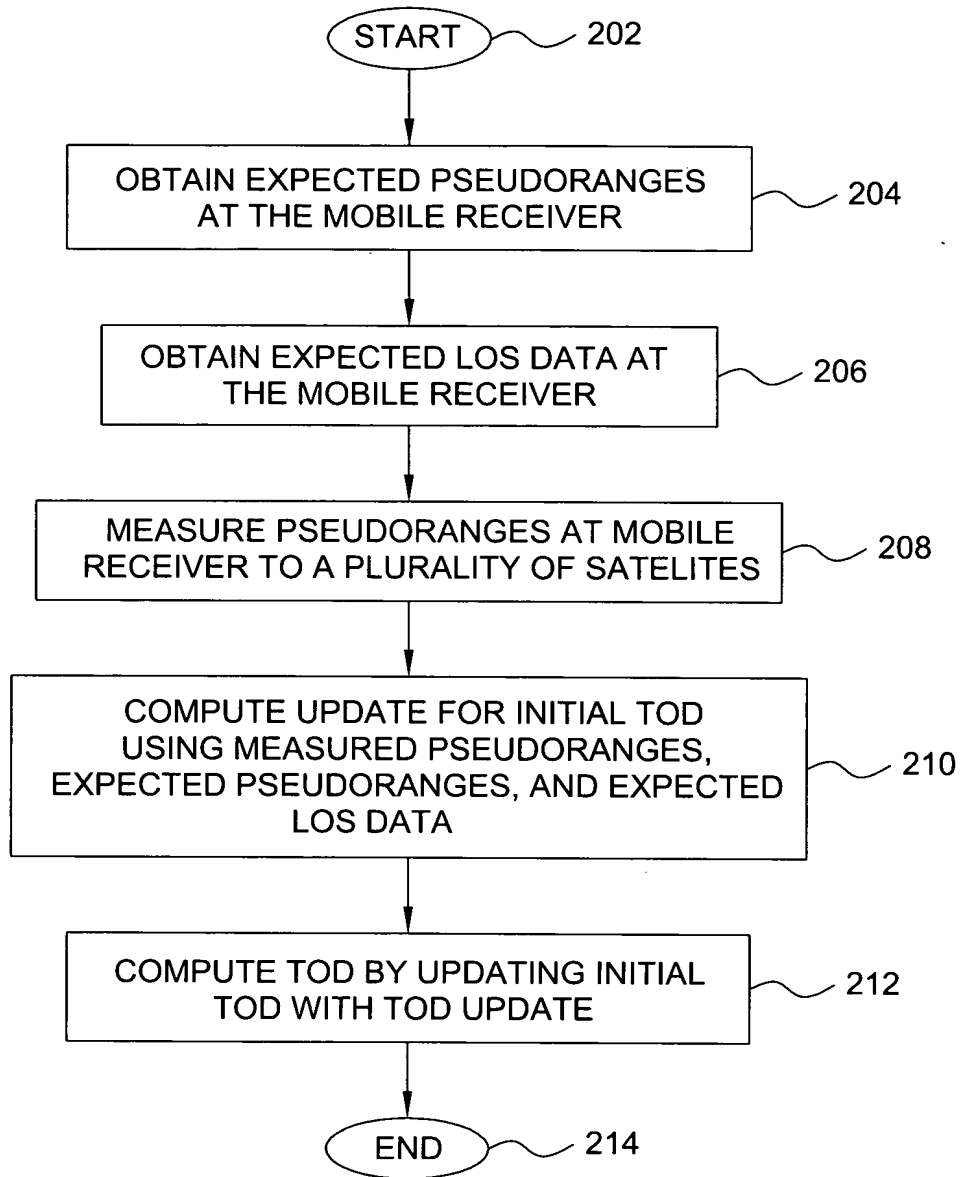 START
202
OBTAIN EXPECTED PSEUDORANGES
AT THE MOBILE RECEIVER
204
OBTAIN EXPECTED LOS DATA AT
THE MOBILE RECEIVER
206
MEASURE PSEUDORANGES AT MOBILE
RECEIVER TO A PLURALITY OF SATELITES
208
COMPUTE UPDATE FOR INITIAL TOD
USING MEASURED PSEUDORANGES,
EXPECTED PSEUDORANGES, AND EXPECTED
LOS DATA
210
COMPUTE TOD BY UPDATING INITIAL
TOD WITH TOD UPDATE
212
END
214